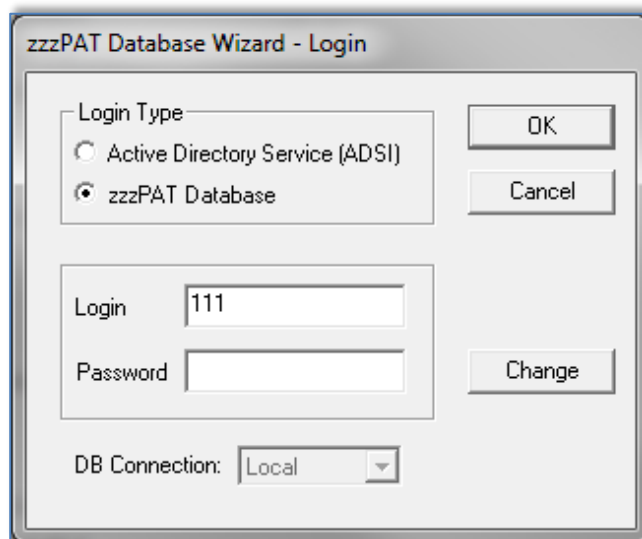 zzzPAT Database Wizard - Login
Login Type
Active Directory Service (ADSI)
zzzPAT Database
OK
Cancel
Login 111
Password
Change
DB Connection: Local